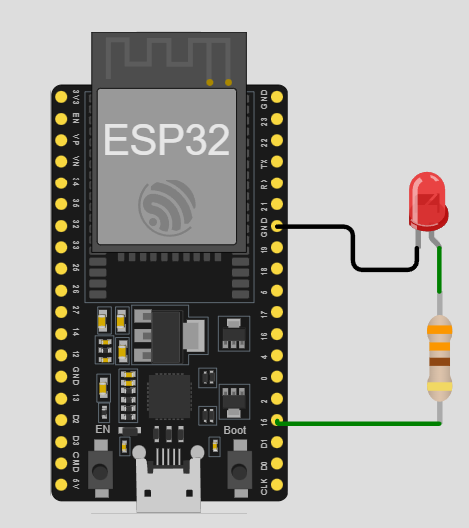 ESP32
3V3
EN
VP
VN
34
35
32
33
25
26
27
14
12
GND
13
D2
D3
CMD
5V
GND
23
22
TX
RX
21
GND
19
18
5
17
16
4
0
2
15
D1
D0
CLK
EN
Boot